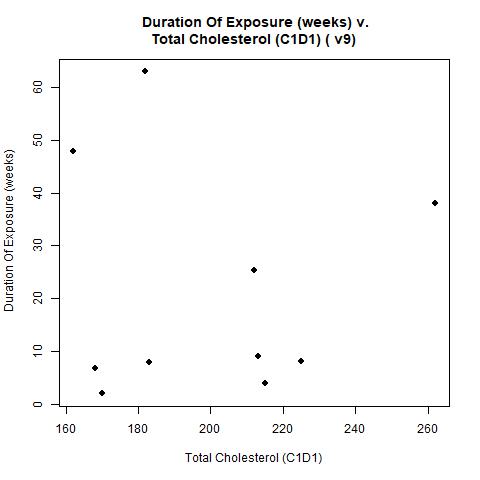 Duration Of Exposure (weeks) v.
Total Cholesterol (C1D1) ( v9)
Duration Of Exposure (weeks)
60
50
40
30
20
10
0
160 180 200 220 240 260
Total Cholesterol (C1D1)